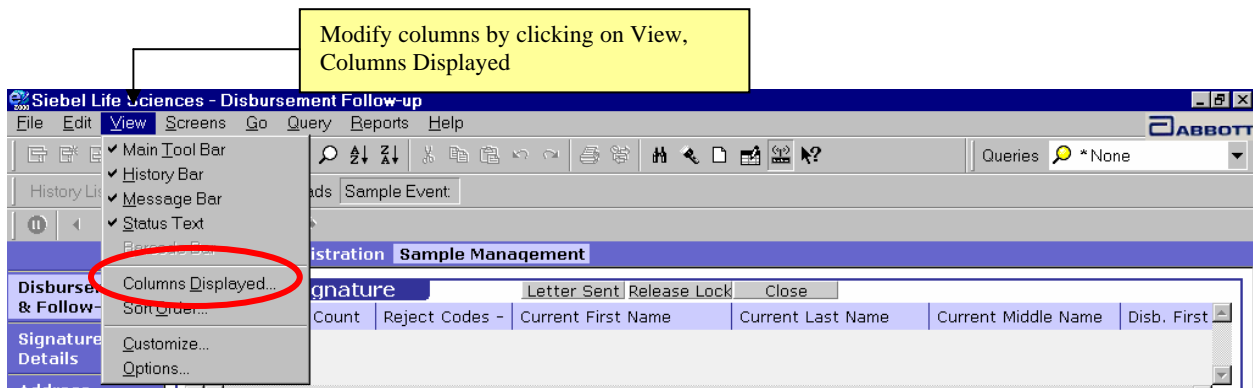 Modify columns by clicking on View,
Columns Displayed
Siebel Life Sciences - Disbursement Follow-up
File Edit View Screens Go Query Reports Help
ABBOTT
Main Tool Bar
Queries * None
History Bar
History Lis
ads Sample Event:
Message Bar
Status Text
Barcode Bar
istration Sample Management
Columns Displayed...
Disburse
& Follow-
gnature Letter Sent Release Lock Close
Sort Order...
Count Reject Codes - Current First Name Current Last Name Current Middle Name Disb. First
Signature
Details
Customize...
Options...
Address